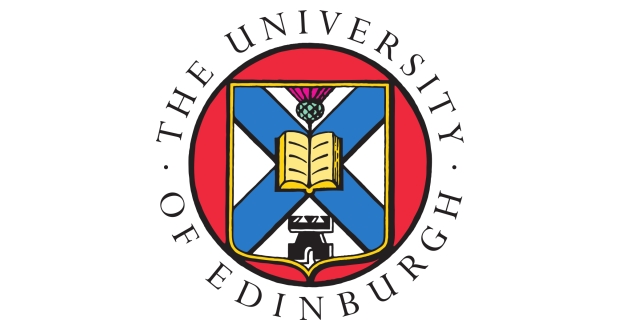 · THE UNIVERSITY ·
OF EDINBURGH